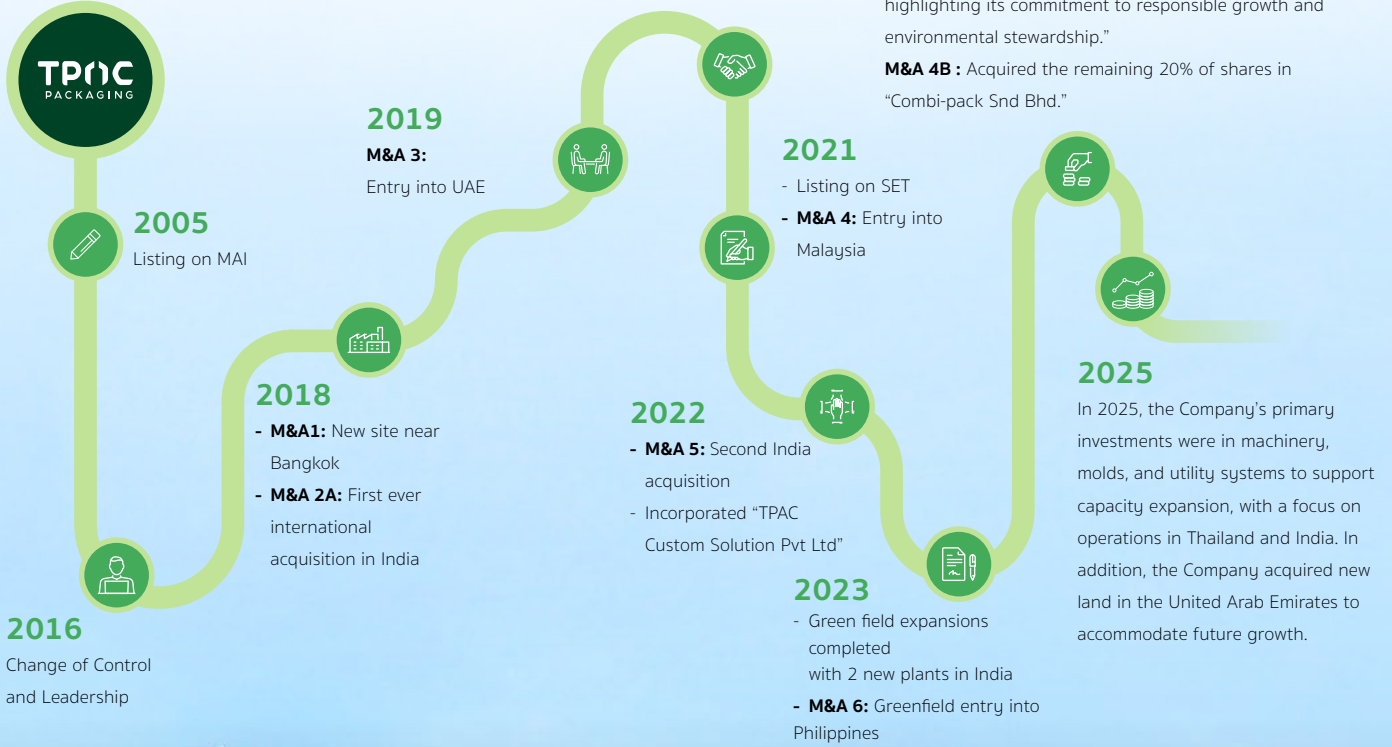 TPAC
PACKAGING
2005
Listing on MAI
2016
Change of Control
and Leadership
2018
- M&A1: New site near
Bangkok
- M&A 2A: First ever
international
acquisition in India
2019
M&A 3:
Entry into UAE
2021
- Listing on SET
- M&A 4: Entry into
Malaysia
2022
- M&A 5: Second India
acquisition
- Incorporated “TPAC
Custom Solution Pvt Ltd”
2023
- Green field expansions
completed
with 2 new plants in India
- M&A 6: Greenfield entry into
Philippines
highlighting its commitment to responsible growth and
environmental stewardship.”
M&A 4B : Acquired the remaining 20% of shares in
“Combi-pack Snd Bhd.”
2025
In 2025, the Company’s primary
investments were in machinery,
molds, and utility systems to support
capacity expansion, with a focus on
operations in Thailand and India. In
addition, the Company acquired new
land in the United Arab Emirates to
accommodate future growth.